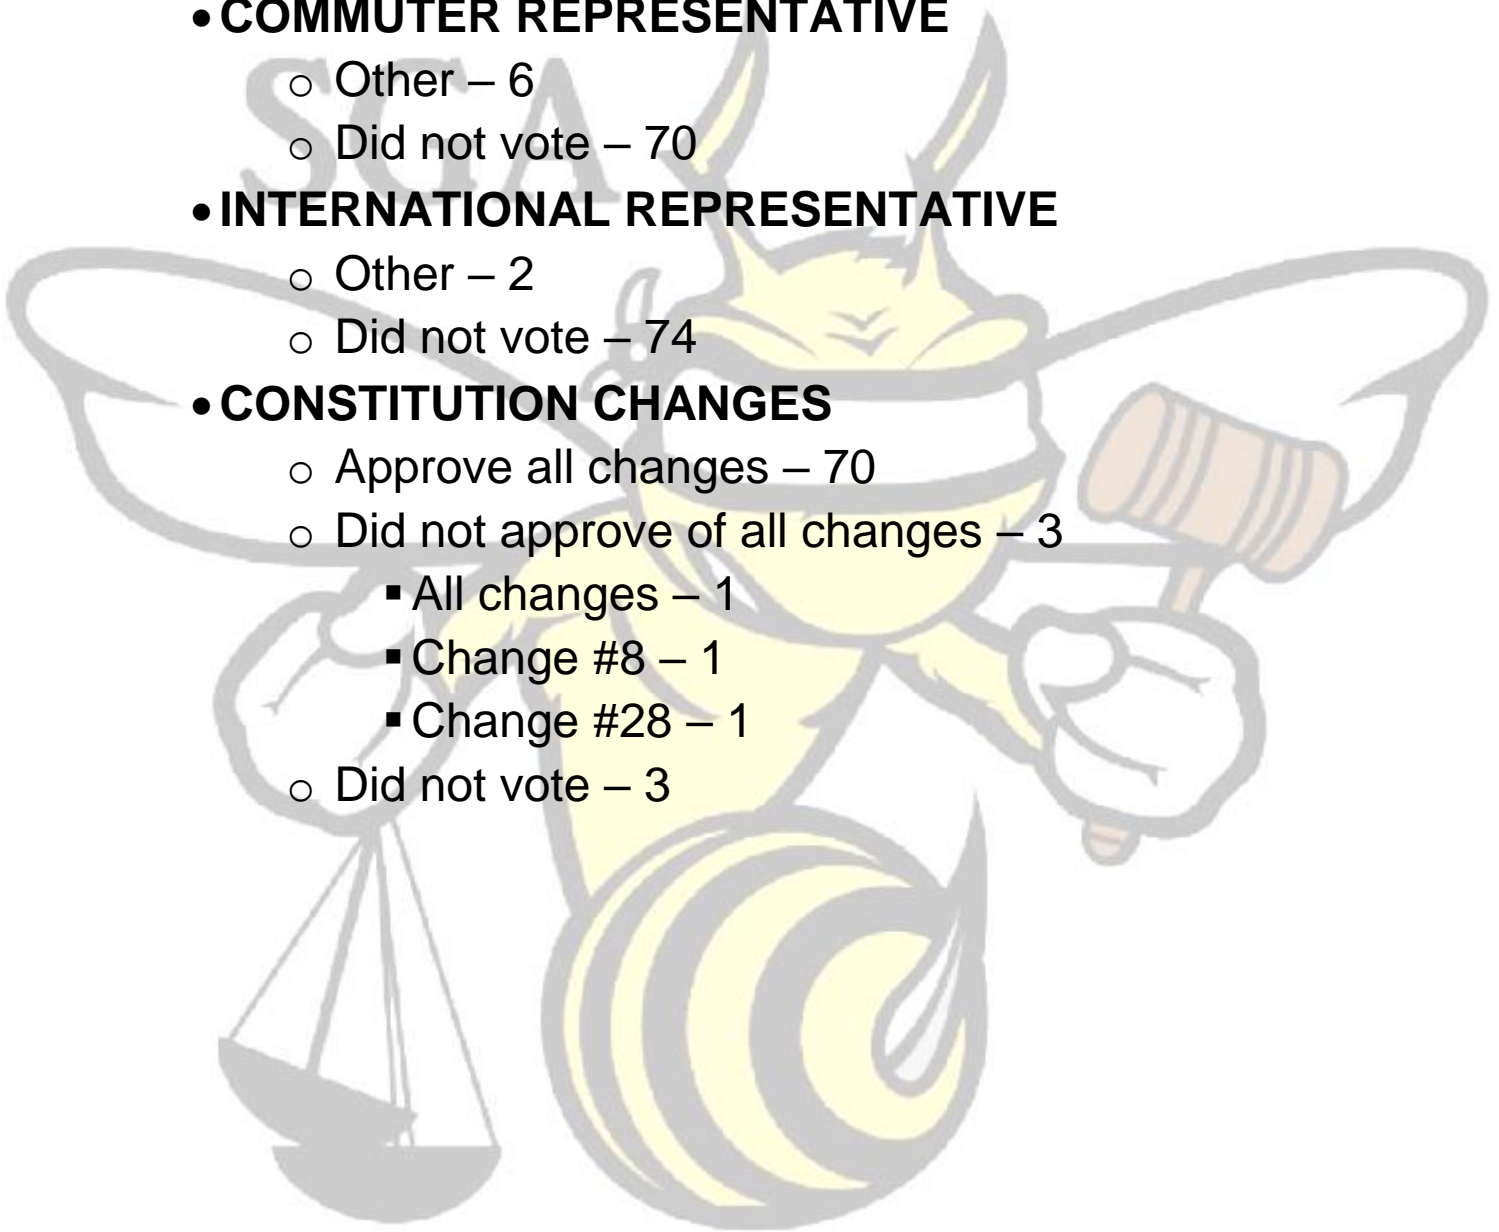 • COMMUTER REPRESENTATIVE
o Other – 6
o Did not vote – 70
• INTERNATIONAL REPRESENTATIVE
o Other – 2
o Did not vote – 74
• CONSTITUTION CHANGES
o Approve all changes – 70
o Did not approve of all changes – 3
▪ All changes – 1
▪ Change #8 – 1
▪ Change #28 – 1
o Did not vote – 3
SGA